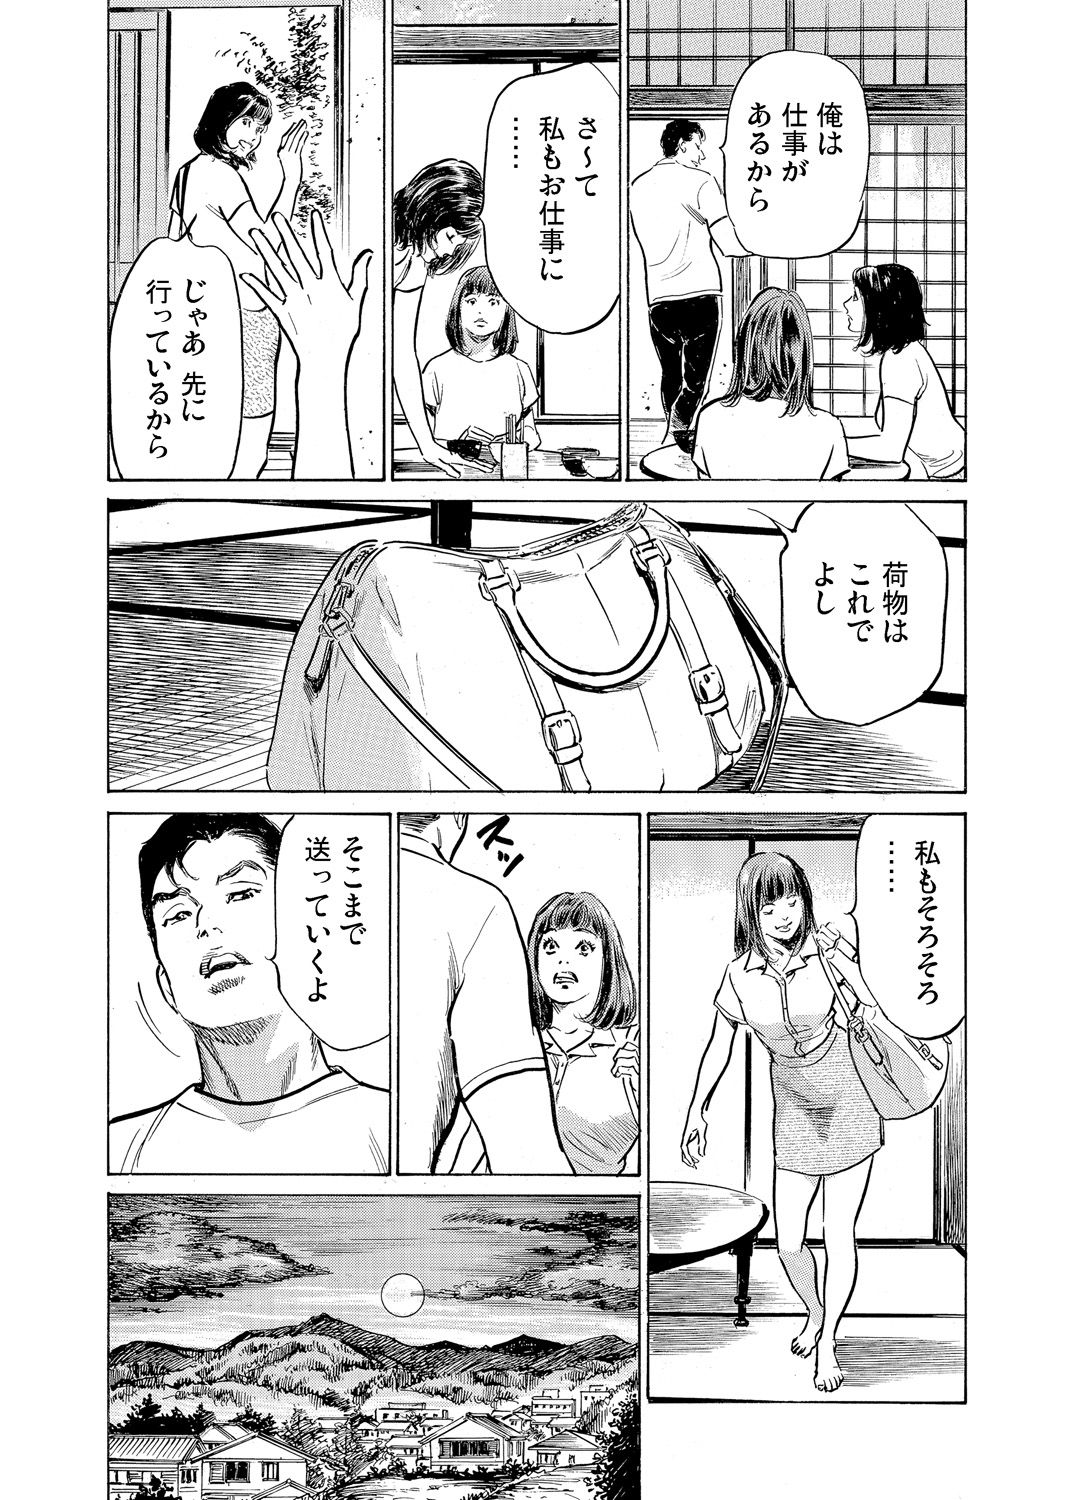 俺は
仕事が
あるから
さ～て
私もお仕事に
……
じゃあ 先に
行っているから
荷物は
これで
よし
私もそろそろ
……
スッ
そこまで
送っていくよ